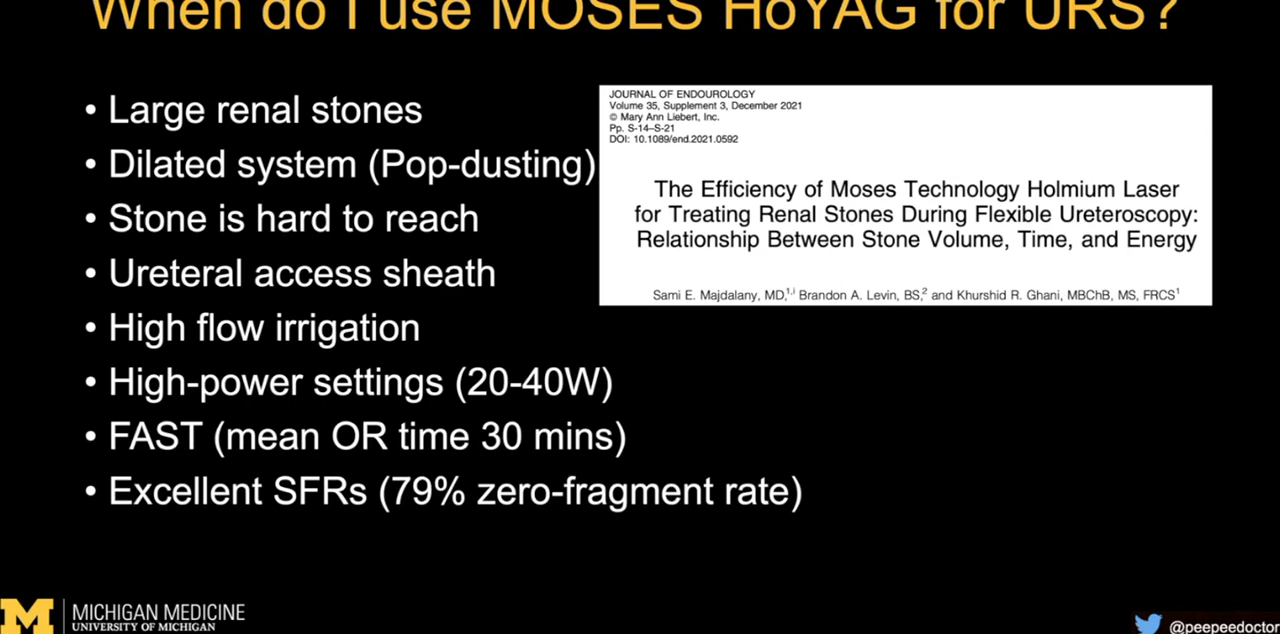 When do I use MOSES HoYAG for URS?
• Large renal stones
• Dilated system (Pop-dusting)
• Stone is hard to reach
• Ureteral access sheath
• High flow irrigation
• High-power settings (20-40W)
• FAST (mean OR time 30 mins)
• Excellent SFRs (79% zero-fragment rate)
JOURNAL OF ENDOUROLOGY
Volume 35, Supplement 3, December 2021
© Mary Ann Liebert, Inc.
Pp. S-14–S-21
DOI: 10.1089/end.2021.0592
The Efficiency of Moses Technology Holmium Laser
for Treating Renal Stones During Flexible Ureteroscopy:
Relationship Between Stone Volume, Time, and Energy
Sami E. Majdalany, MD,1,i Brandon A. Levin, BS,2 and Khurshid R. Ghani, MBChB, MS, FRCS1
M
MICHIGAN MEDICINE
UNIVERSITY OF MICHIGAN
@peepeedoctor